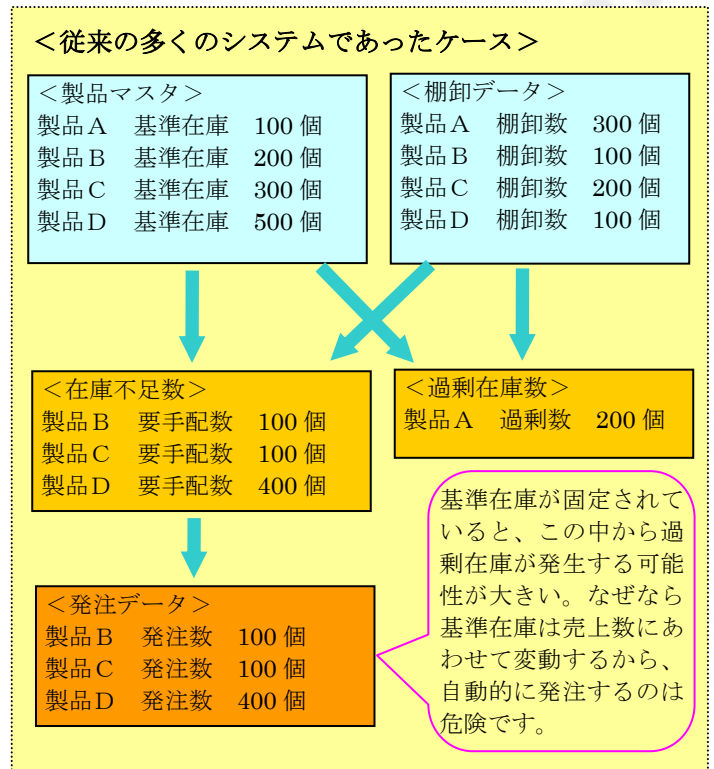 ＜従来の多くのシステムであったケース＞
＜製品マスタ＞
製品Ａ　基準在庫　100 個
製品Ｂ　基準在庫　200 個
製品Ｃ　基準在庫　300 個
製品Ｄ　基準在庫　500 個
＜棚卸データ＞
製品Ａ　棚卸数　300 個
製品Ｂ　棚卸数　100 個
製品Ｃ　棚卸数　200 個
製品Ｄ　棚卸数　100 個
＜在庫不足数＞
製品Ｂ　要手配数　100 個
製品Ｃ　要手配数　100 個
製品Ｄ　要手配数　400 個
＜過剰在庫数＞
製品Ａ　過剰数　200 個
＜発注データ＞
製品Ｂ　発注数　100 個
製品Ｃ　発注数　100 個
製品Ｄ　発注数　400 個
基準在庫が固定されて
いると、この中から過
剰在庫が発生する可能
性が大きい。なぜなら
基準在庫は売上数にあ
わせて変動するから、
自動的に発注するのは
危険です。